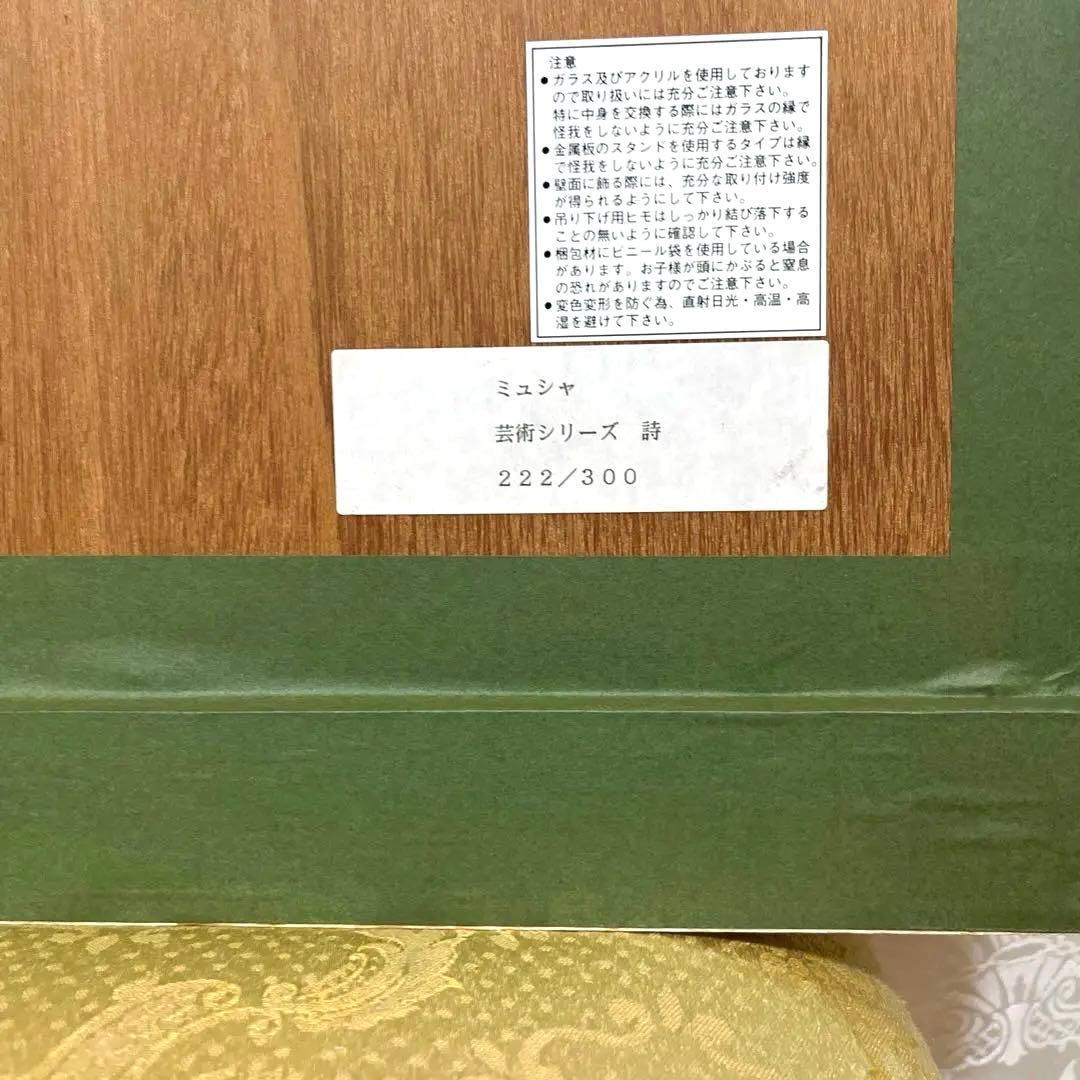 注意
●ガラス及びアクリルを使用しております
ので取り扱いには充分ご注意下さい。
特に中身を交換する際にはガラスの縁で
怪我をしないように充分ご注意下さい。
●金属板のスタンドを使用するタイプは縁
で怪我をしないように充分ご注意下さい。
●壁面に飾る際には、充分な取り付け強度
が得られるようにして下さい。
●吊り下げ用ヒモはしっかり結び落下する
ことの無いように確認して下さい。
●梱包材にビニール袋を使用している場合
があります。お子様が頭にかぶると窒息
の恐れがありますのでご注意下さい。
●変色変形を防ぐ為、直射日光・高温・高
湿を避けて下さい。
ミュシャ
芸術シリーズ　詩
２２２／３００